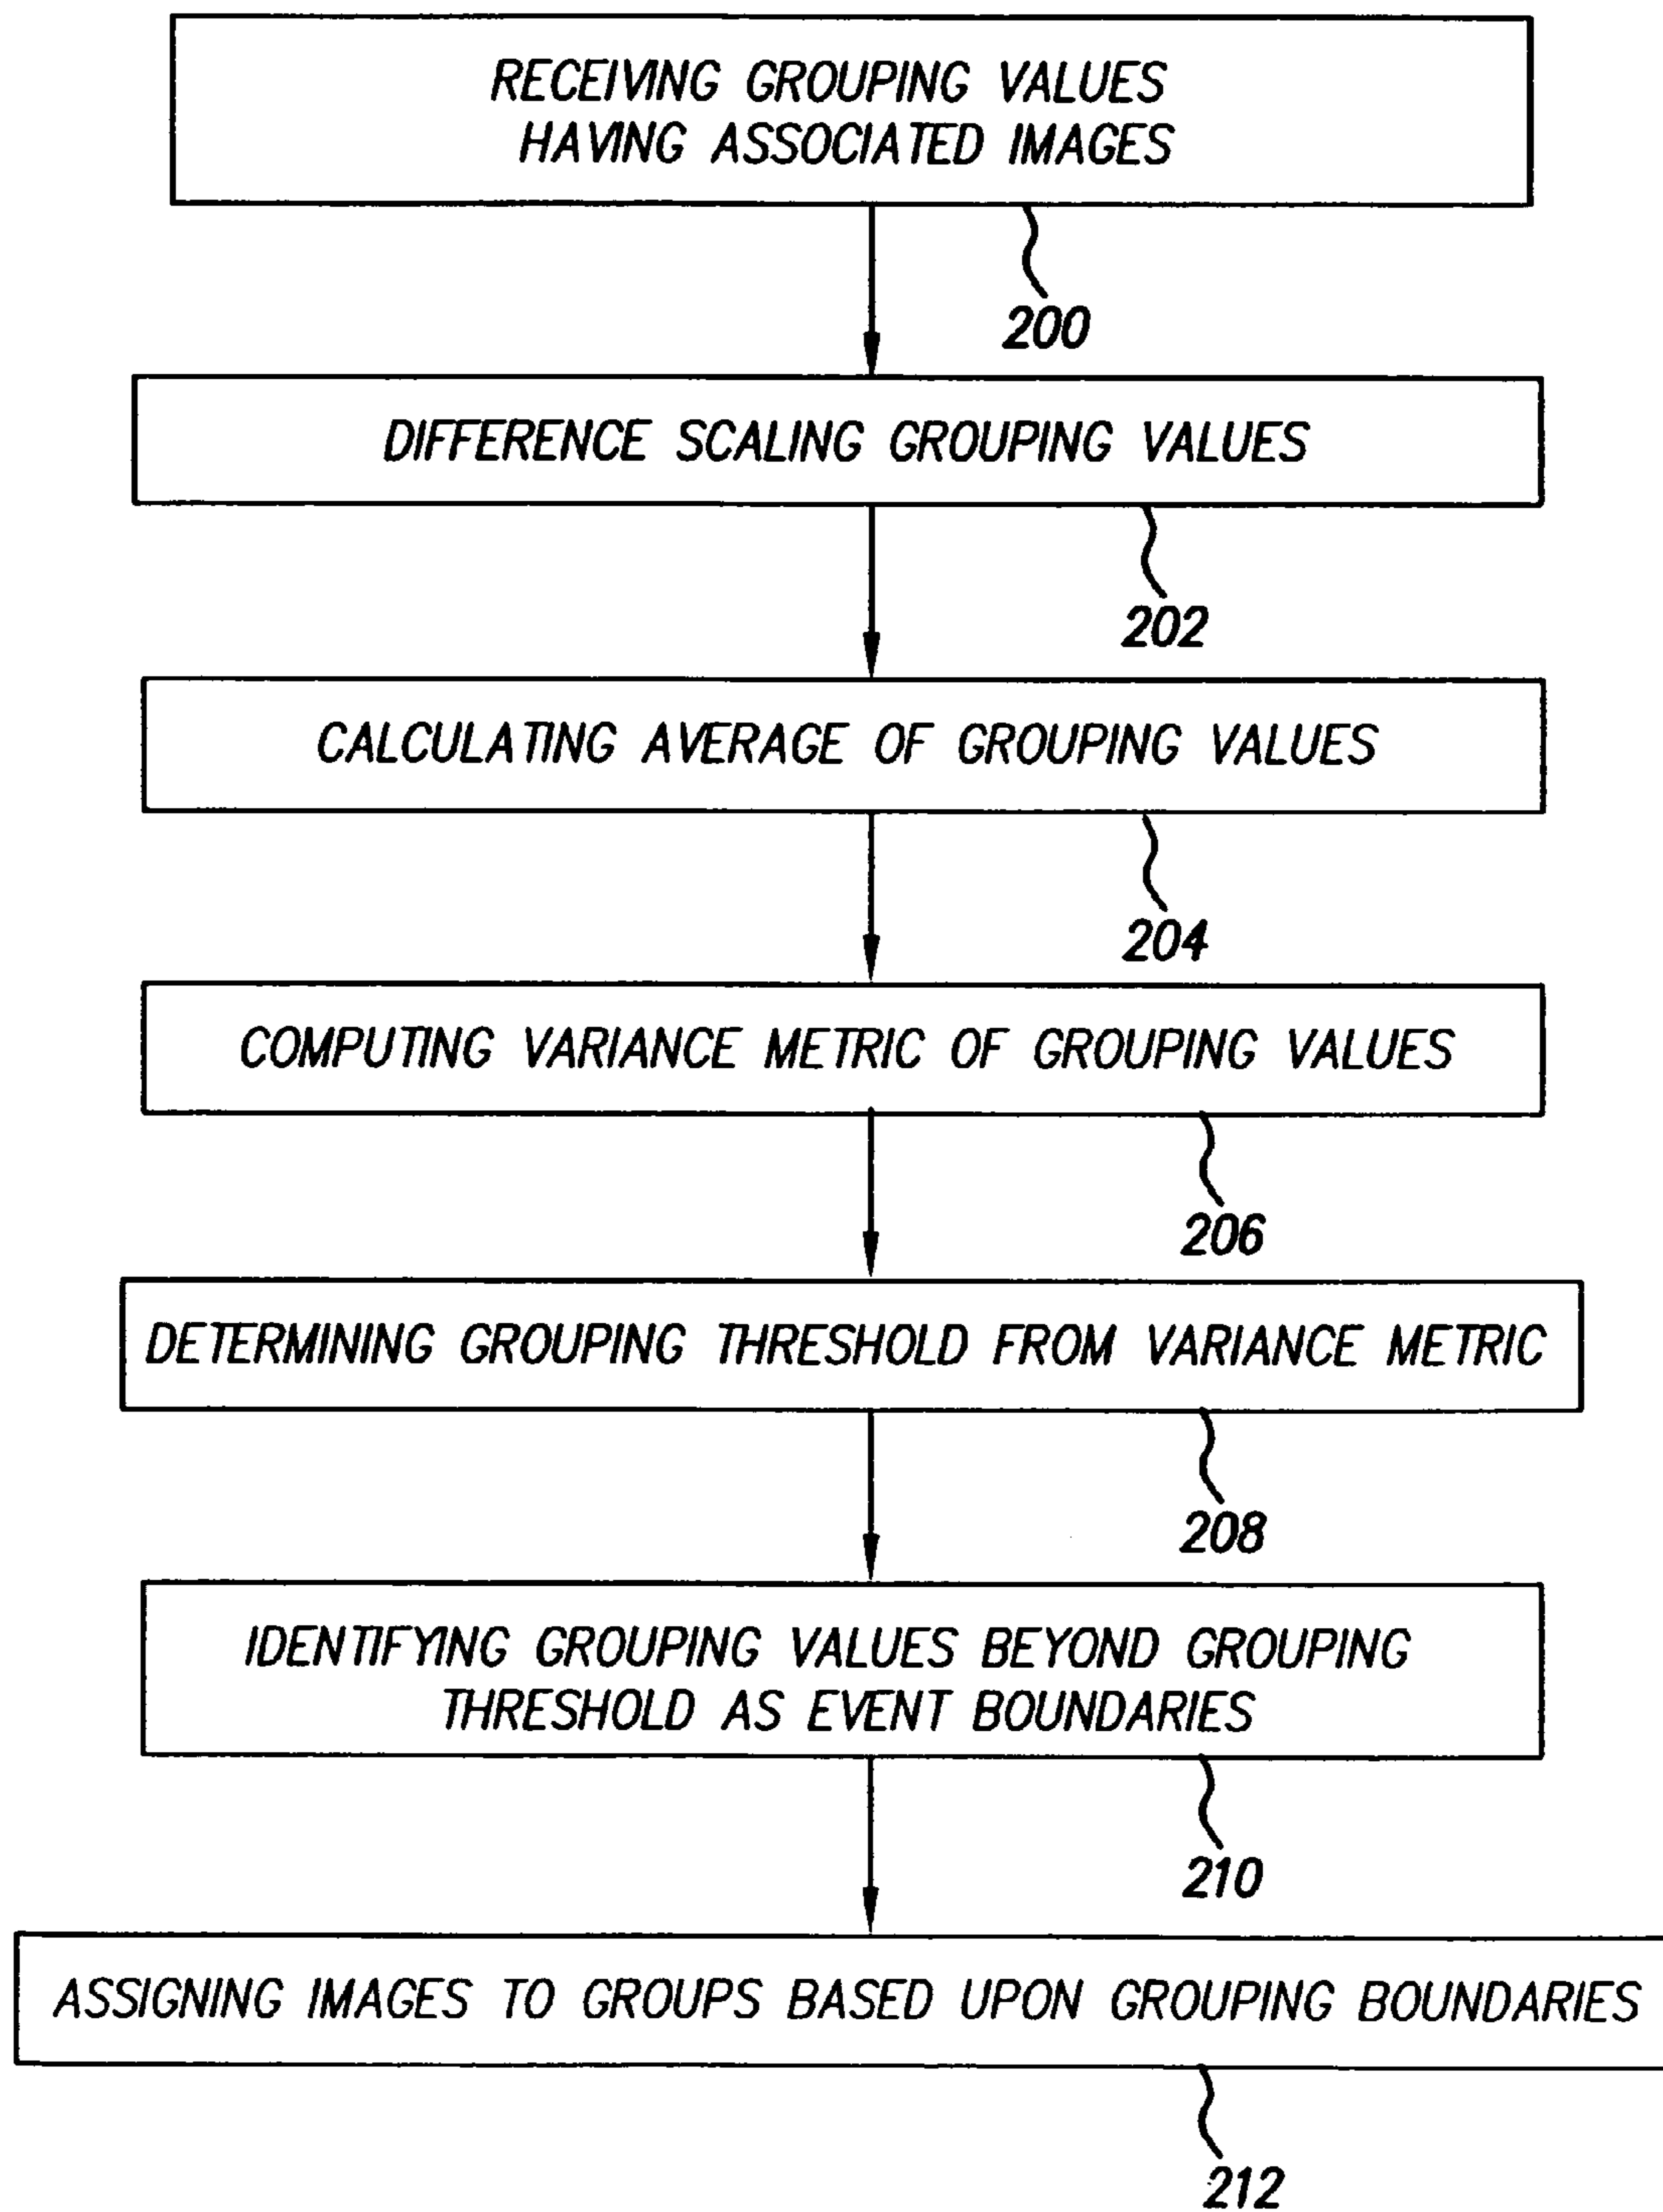 RECEIVING GROUPING VALUES
HAVING ASSOCIATED IMAGES
200
DIFFERENCE SCALING GROUPING VALUES
202
CALCULATING AVERAGE OF GROUPING VALUES
204
COMPUTING VARIANCE METRIC OF GROUPING VALUES
206
DETERMINING GROUPING THRESHOLD FROM VARIANCE METRIC
208
IDENTIFYING GROUPING VALUES BEYOND GROUPING
THRESHOLD AS EVENT BOUNDARIES
210
ASSIGNING IMAGES TO GROUPS BASED UPON GROUPING BOUNDARIES
212